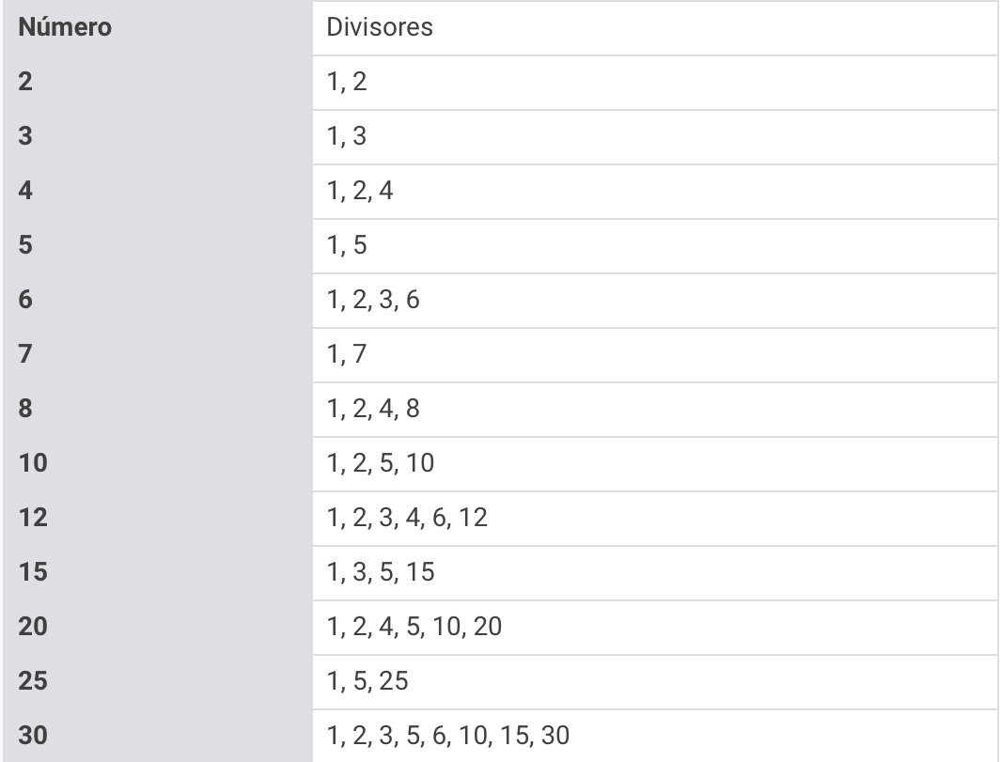 Número Divisores
2 1, 2
3 1, 3
4 1, 2, 4
5 1, 5
6 1, 2, 3, 6
7 1, 7
8 1, 2, 4, 8
10 1, 2, 5, 10
12 1, 2, 3, 4, 6, 12
15 1, 3, 5, 15
20 1, 2, 4, 5, 10, 20
25 1, 5, 25
30 1, 2, 3, 5, 6, 10, 15, 30